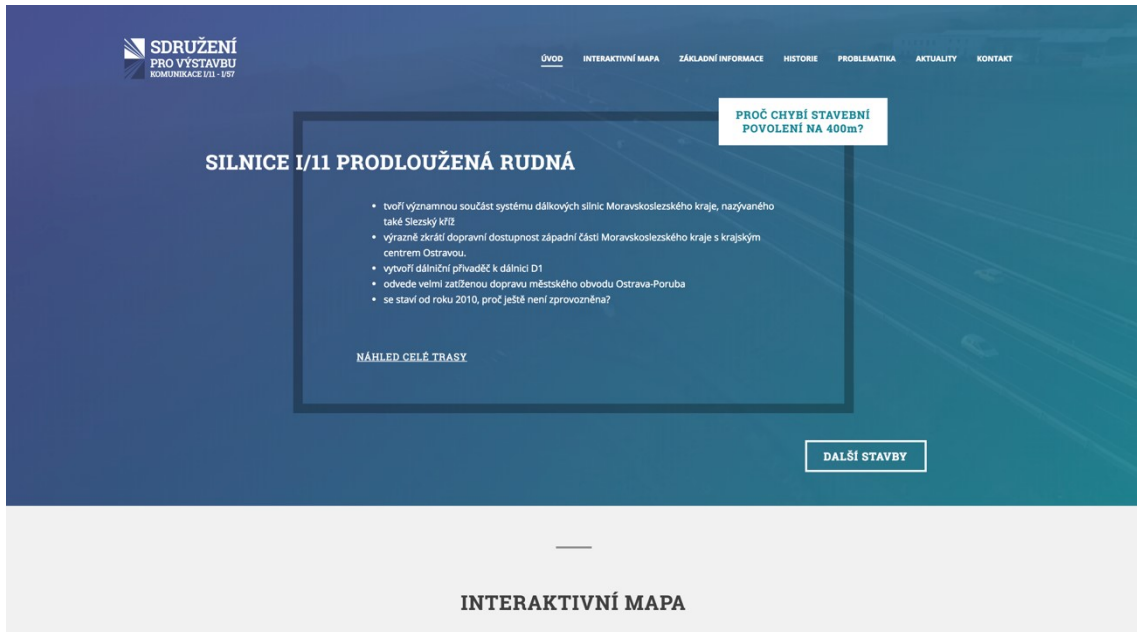 SDRUŽENÍ
PRO VÝSTAVBU
KOMUNIKACE I/11 - I/57
ÚVOD INTERAKTIVNÍ MAPA ZÁKLADNÍ INFORMACE HISTORIE PROBLEMATIKA AKTUALITY KONTAKT
PROČ CHYBÍ STAVEBNÍ
POVOLENÍ NA 400m?
SILNICE I/11 PRODLOUŽENÁ RUDNÁ
• tvoří významnou součást systému dálkových silnic Moravskoslezského kraje, nazývaného
také Slezský kříž
• výrazně zkrátí dopravní dostupnost západní části Moravskoslezského kraje s krajským
centrem Ostravou.
• vytvoří dálniční přivaděč k dálnici D1
• odvede velmi zatíženou dopravu městského obvodu Ostrava-Poruba
• se staví od roku 2010, proč ještě není zprovozněna?
NÁHLED CELÉ TRASY
DALŠÍ STAVBY
INTERAKTIVNÍ MAPA